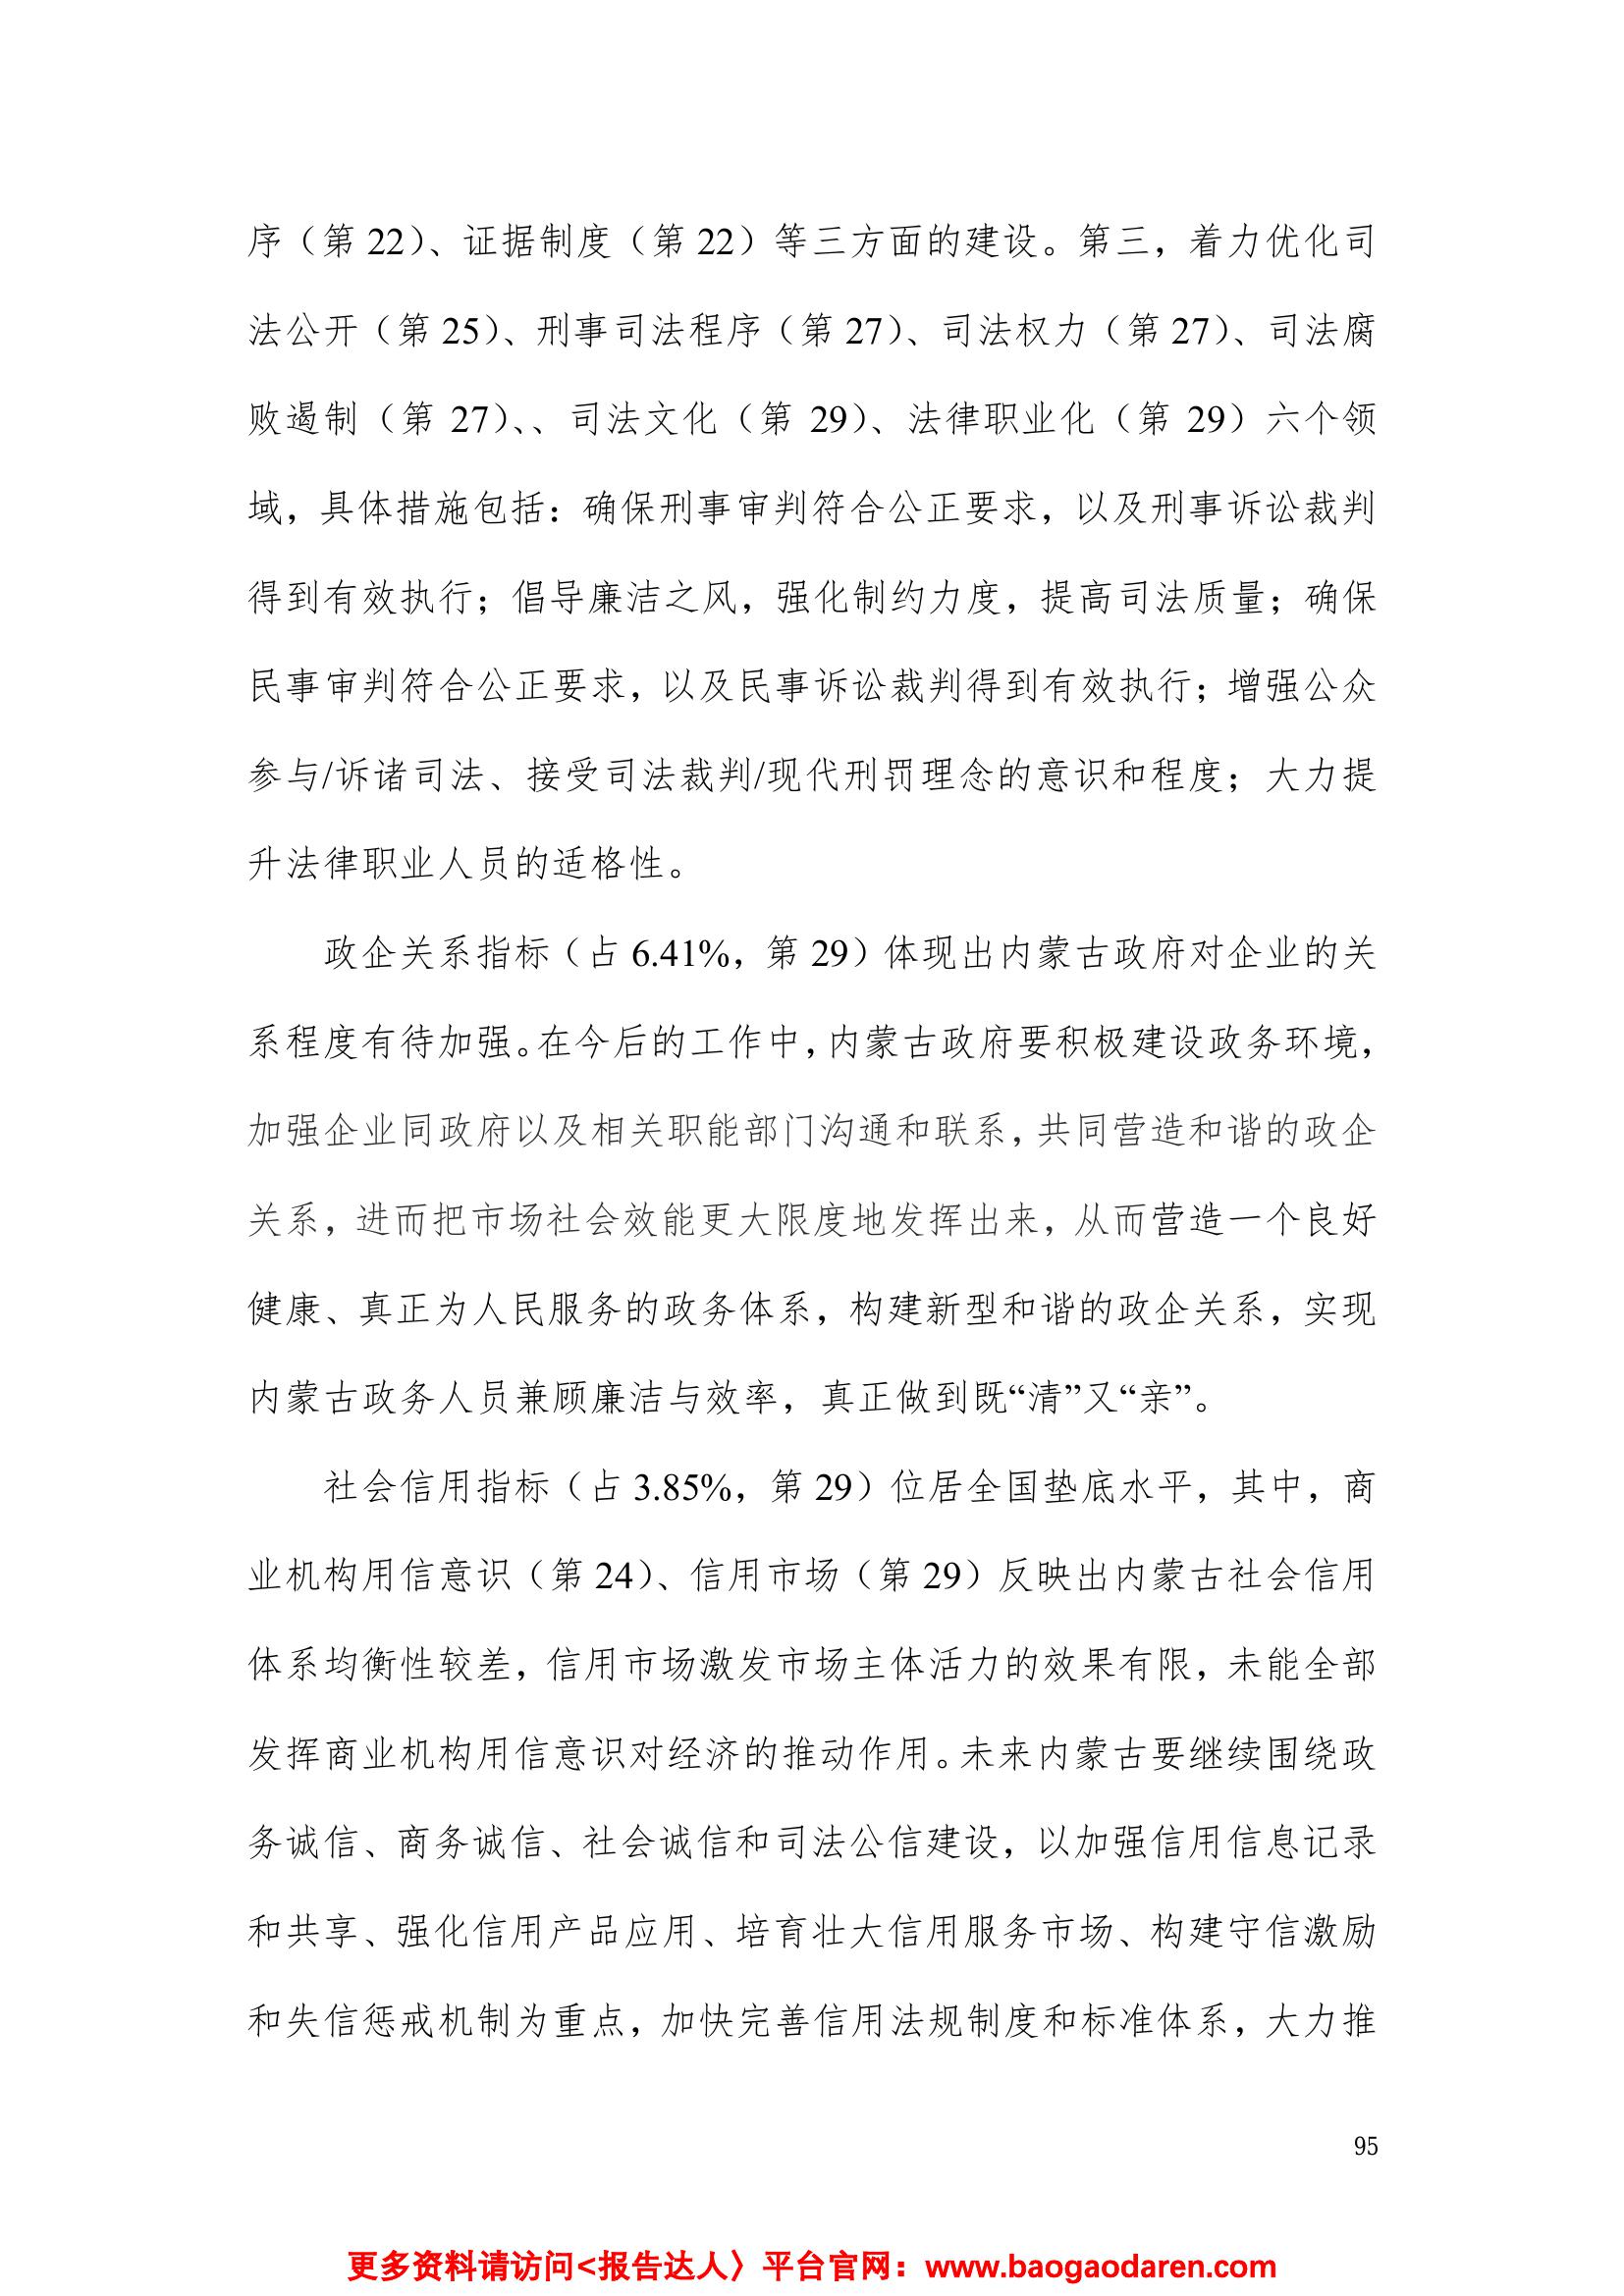 序（第 22）、证据制度（第 22）等三方面的建设。第三，着力优化司
法公开（第 25）、刑事司法程序（第 27）、司法权力（第 27）、司法腐
败遏制（第 27）、、司法文化（第 29）、法律职业化（第 29）六个领
域，具体措施包括：确保刑事审判符合公正要求，以及刑事诉讼裁判
得到有效执行；倡导廉洁之风，强化制约力度，提高司法质量；确保
民事审判符合公正要求，以及民事诉讼裁判得到有效执行；增强公众
参与/诉诸司法、接受司法裁判/现代刑罚理念的意识和程度；大力提
升法律职业人员的适格性。
政企关系指标（占 6.41%，第 29）体现出内蒙古政府对企业的关
系程度有待加强。在今后的工作中，内蒙古政府要积极建设政务环境，
加强企业同政府以及相关职能部门沟通和联系，共同营造和谐的政企
关系，进而把市场社会效能更大限度地发挥出来，从而营造一个良好
健康、真正为人民服务的政务体系，构建新型和谐的政企关系，实现
内蒙古政务人员兼顾廉洁与效率，真正做到既“清”又“亲”。
社会信用指标（占 3.85%，第 29）位居全国垫底水平，其中，商
业机构用信意识（第 24）、信用市场（第 29）反映出内蒙古社会信用
体系均衡性较差，信用市场激发市场主体活力的效果有限，未能全部
发挥商业机构用信意识对经济的推动作用。未来内蒙古要继续围绕政
务诚信、商务诚信、社会诚信和司法公信建设，以加强信用信息记录
和共享、强化信用产品应用、培育壮大信用服务市场、构建守信激励
和失信惩戒机制为重点，加快完善信用法规制度和标准体系，大力推
95
更多资料请访问<报告达人〉平台官网：www.baogaodaren.com